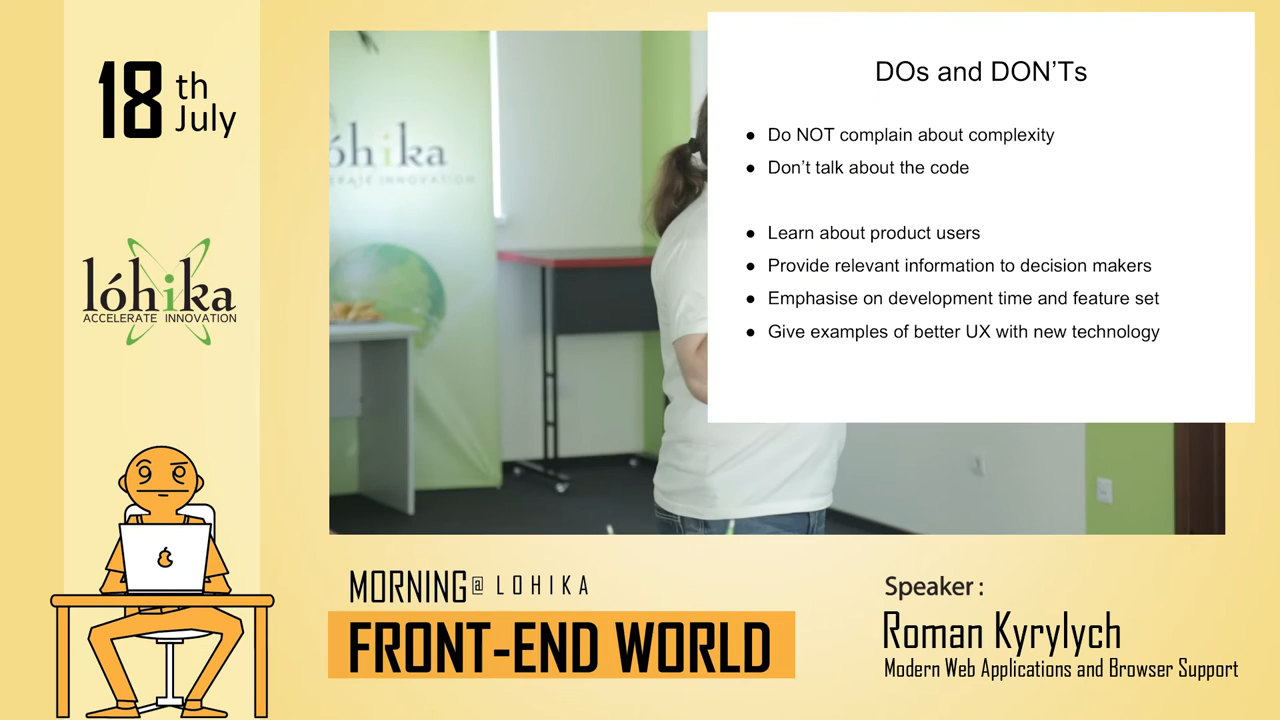 18 th July
lóhika
ACCELERATE INNOVATION
óhika
INNOVATION
DOs and DON'Ts
● Do NOT complain about complexity
● Don't talk about the code
● Learn about product users
● Provide relevant information to decision makers
● Emphasise on development time and feature set
● Give examples of better UX with new technology
MORNING@LOHIKA
FRONT-END WORLD
Speaker :
Roman Kyrylych
Modern Web Applications and Browser Support